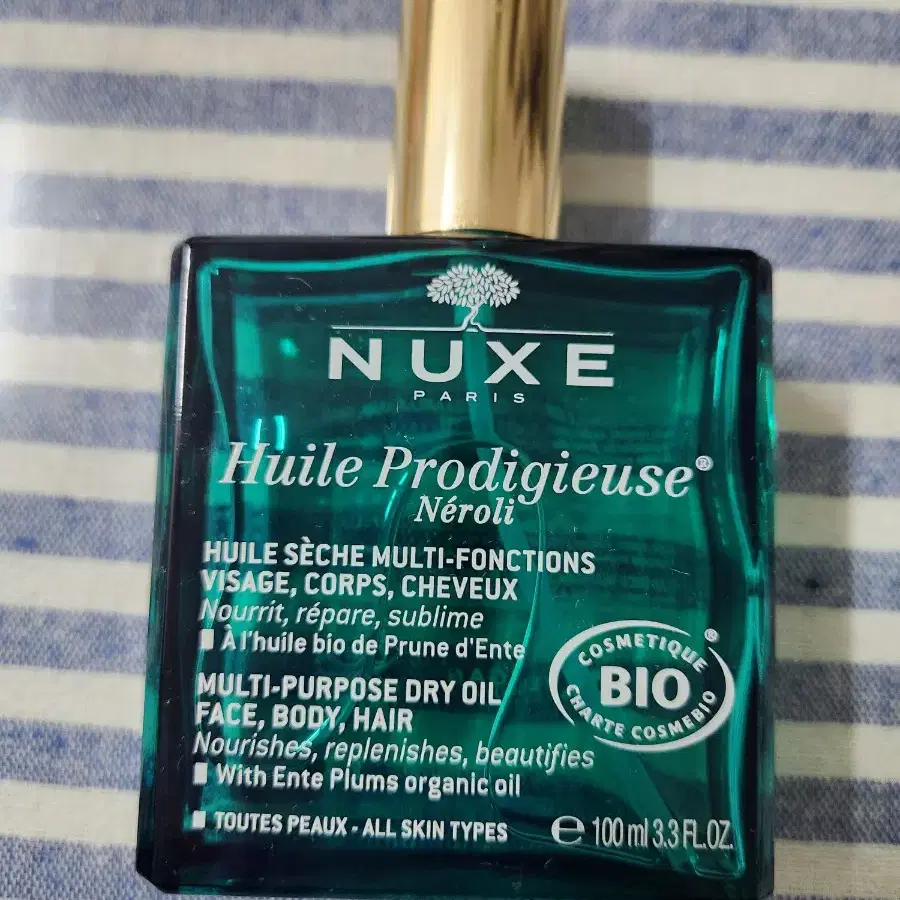 NUXE
PARIS
Huile Prodigieuse®
Néroli
HUILE SÈCHE MULTI-FONCTIONS
VISAGE, CORPS, CHEVEUX
Nourrit, répare, sublime
À l'huile bio de Prune d'Ente
MULTI-PURPOSE DRY OIL
FACE, BODY, HAIR
Nourishes, replenishes, beautifies
With Ente Plums organic oil
TOUTES PEAUX - ALL SKIN TYPES
COSMETIQUE ®
BIO
CHARTE COSMEBIO
℮ 100 ml 3.3 FL.OZ.